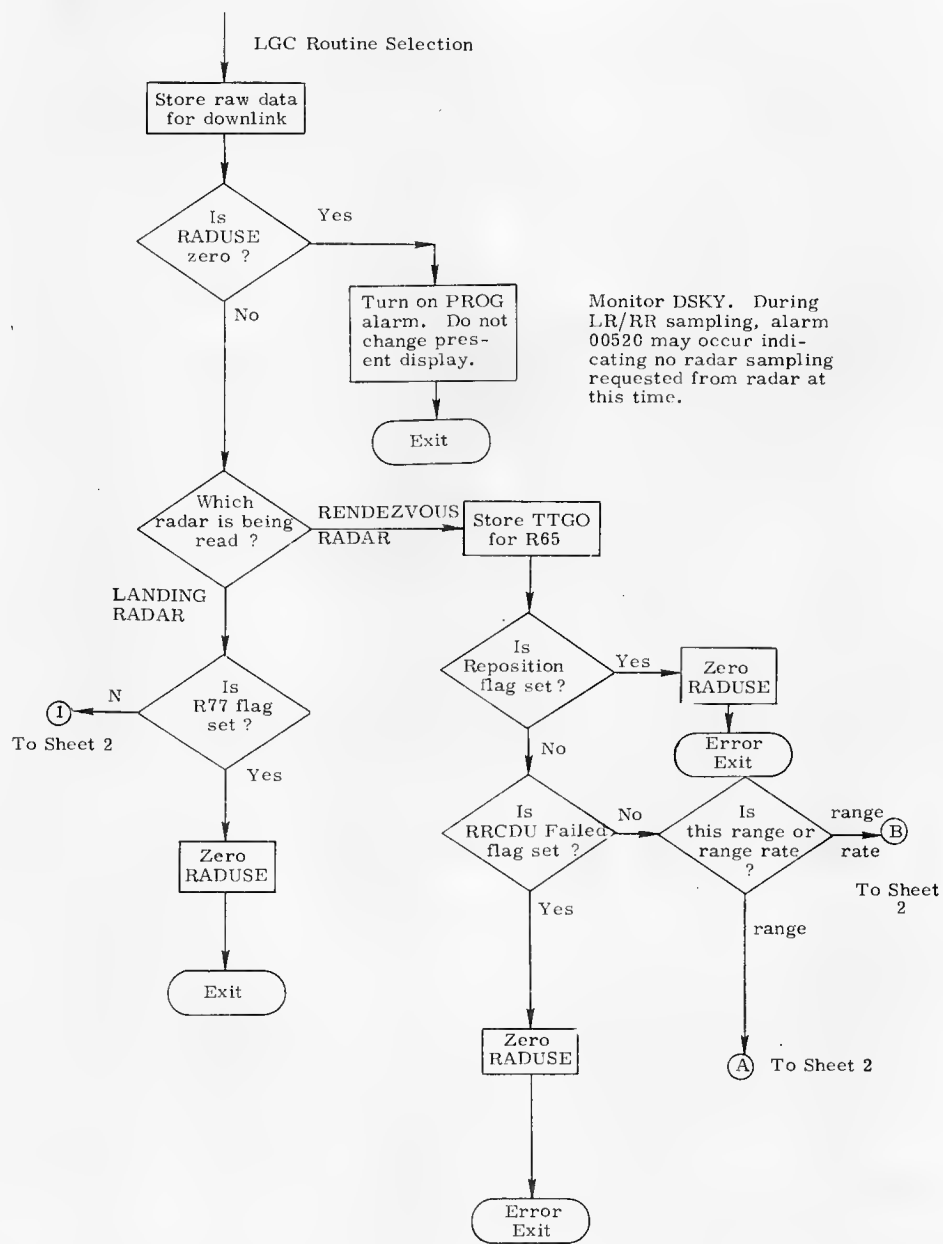 LGC Routine Selection
Store raw data
for downlink
Is
RADUSE
zero ?
Yes
No
Turn on PROG
alarm. Do not
change pres-
ent display.
Exit
Monitor DSKY. During
LR/RR sampling, alarm
00520 may occur indi-
cating no radar sampling
requested from radar at
this time.
Which
radar is being
read ?
RENDEZVOUS
RADAR
Store TTGO
for R65
LANDING
RADAR
Is
R77 flag
set ?
N
I
To Sheet 2
Yes
Zero
RADUSE
Exit
Is
Reposition
flag set?
Yes
Zero
RADUSE
Error
Exit
No
Is
RRCDU Failed
flag set ?
No
Is
this range or
range rate
?
range
rate
B
To Sheet
2
range
A
To Sheet 2
Yes
Zero
RADUSE
Error
Exit